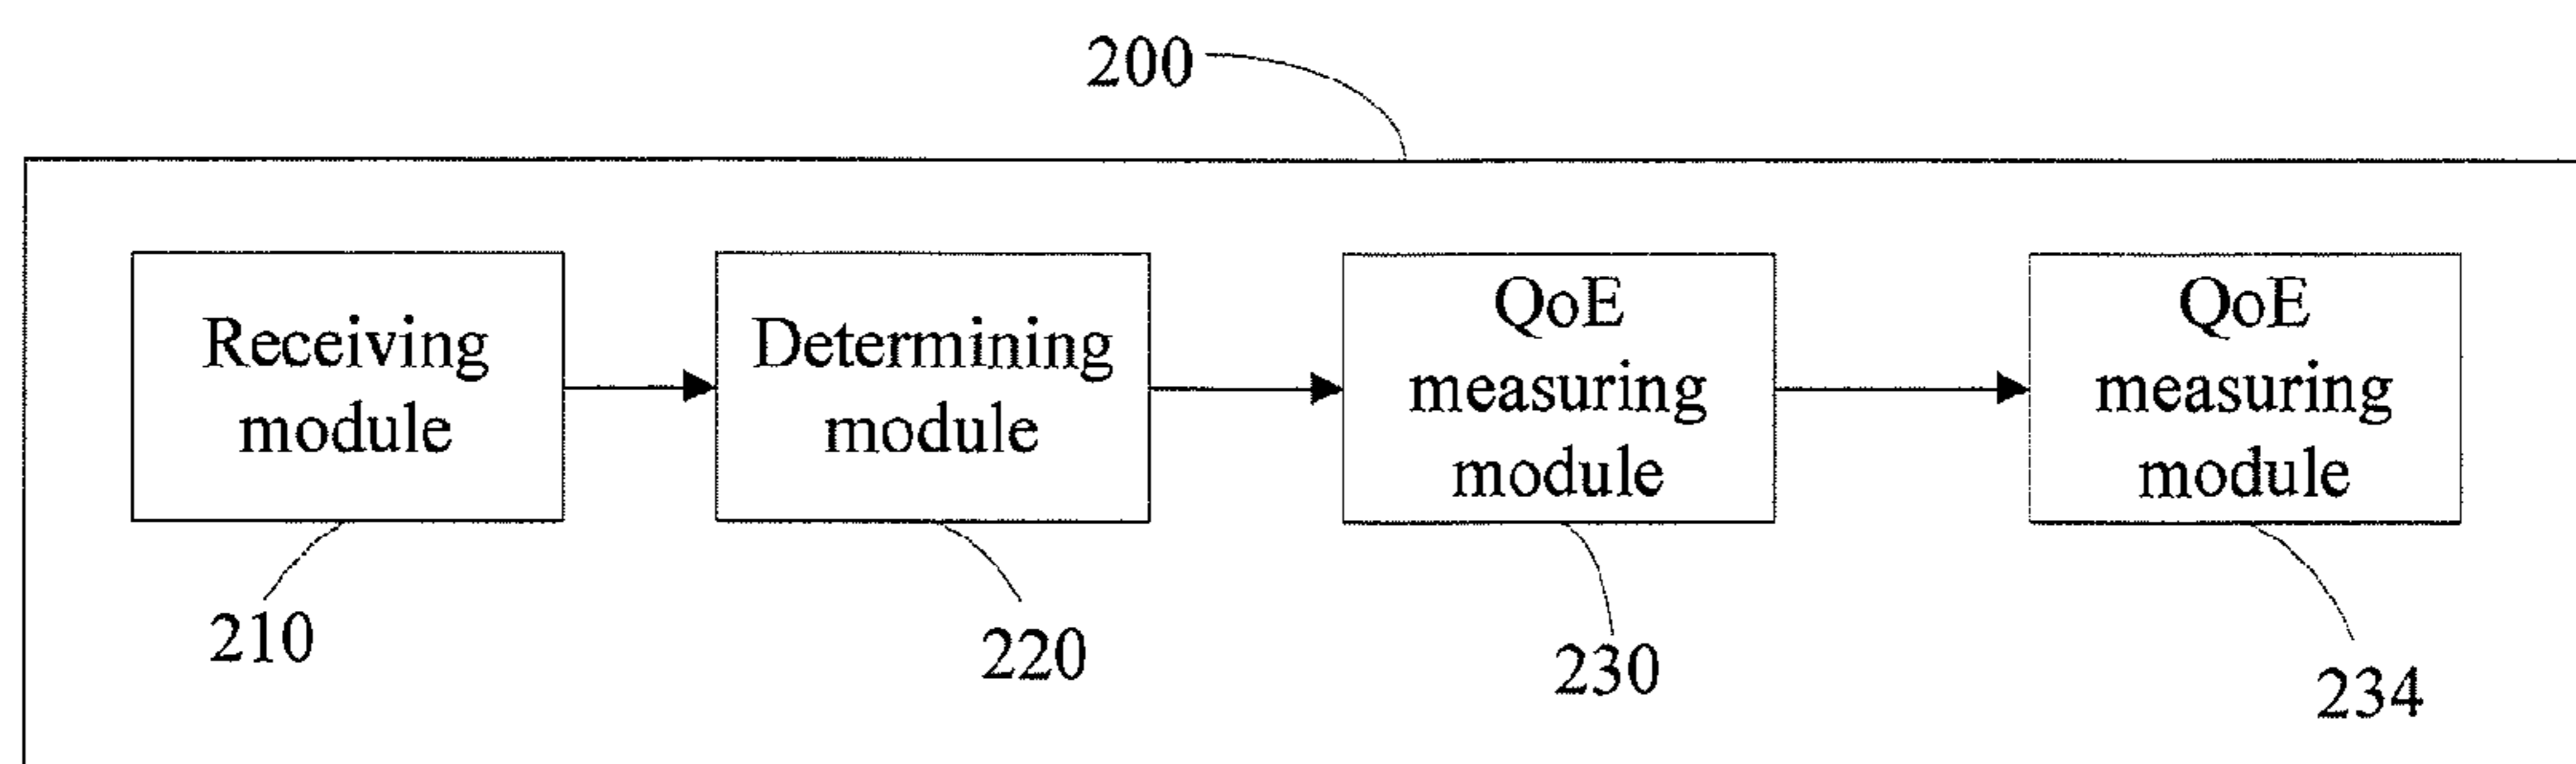 200
Receiving
module
Determining
module
QoE
measuring
module
QoE
measuring
module
210
220
230
234